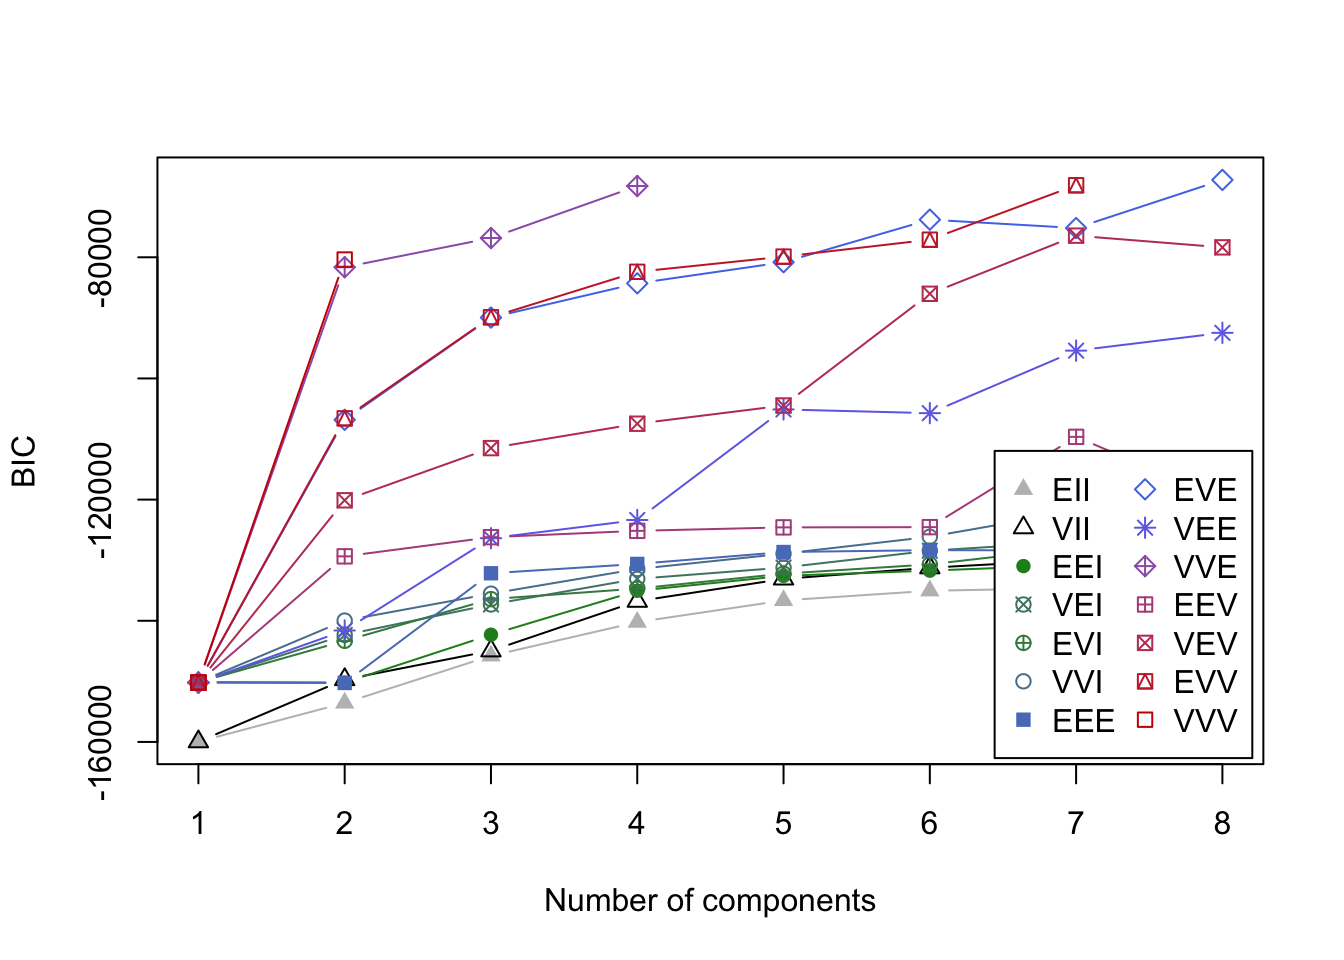 BIC
-80000
-120000
-160000
1 2 3 4 5 6 7 8
Number of components
EII EVE
VII VEE
EEI VVE
VEI EEV
EVI VEV
VVI EVV
EEE VVV